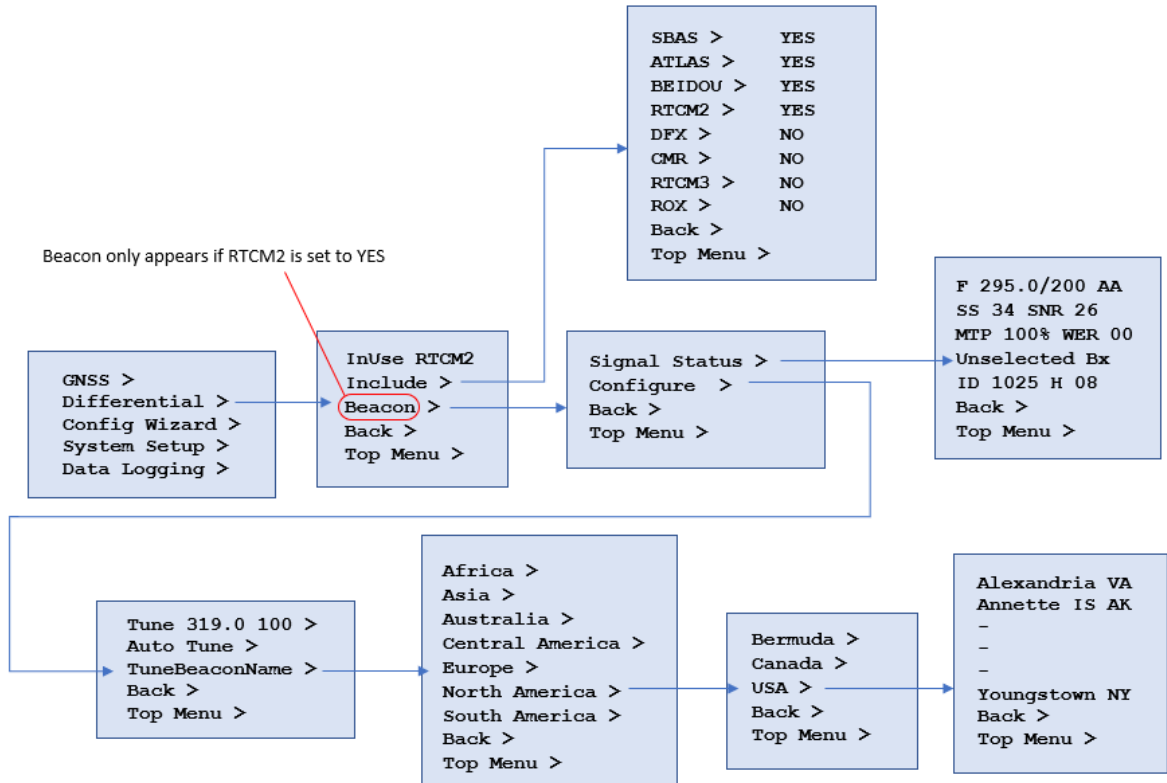 SBAS > YES
ATLAS > YES
BEIDOU > YES
RTCM2 > YES
DFX > NO
CMR > NO
RTCM3 > NO
ROX > NO
Back >
Top Menu >
Beacon only appears if RTCM2 is set to YES
GNSS >
Differential >
Config Wizard >
System Setup >
Data Logging >
InUse RTCM2
Include >
Beacon >
Back >
Top Menu >
Signal Status >
Configure >
Back >
Top Menu >
F 295.0/200 AA
SS 34 SNR 26
MTP 100% WER 00
Unselected Bx
ID 1025 H 08
Back >
Top Menu >
Tune 319.0 100 >
Auto Tune >
TuneBeaconName >
Back >
Top Menu >
Africa >
Asia >
Australia >
Central America >
Europe >
North America >
South America >
Back >
Top Menu >
Bermuda >
Canada >
USA >
Back >
Top Menu >
Alexandria VA
Annette IS AK
-
-
-
Youngstown NY
Back >
Top Menu >